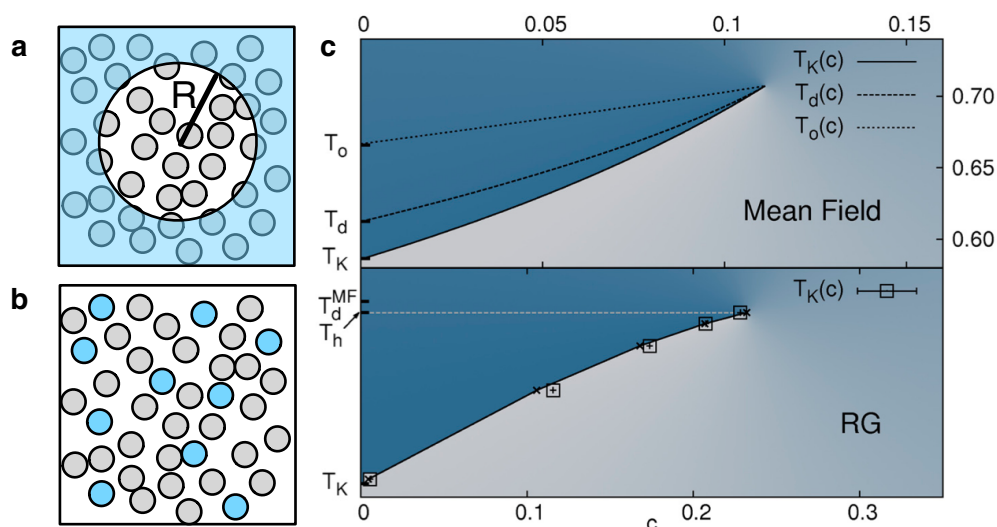 a
R
b
c
0
0.05
0.1
0.15
T_K(c)
T_d(c)
T_o(c)
0.70
0.65
0.60
T_o
T_d
T_K
Mean Field
T_K(c)
T_d^MF
T_h
T_K
RG
0
0.1
0.2
0.3
c